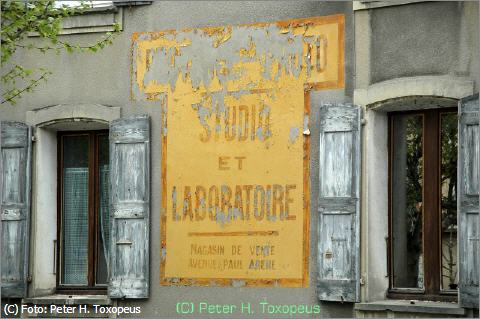 STUDIO
ET
LABORATOIRE
MAGASIN DE VENTE
AVENUE PAUL ARENE
(C) Foto: Peter H. Toxopeus
(C) Peter H. Toxopeus